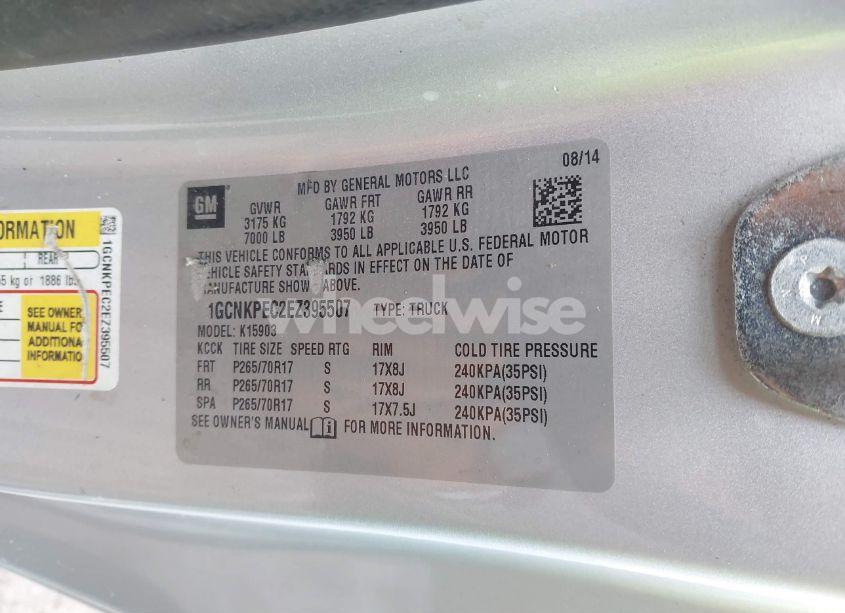 08/14
MFD BY GENERAL MOTORS LLC
GM
GVWR GAWR FRT GAWR RR
3175 KG 1792 KG 1792 KG
7000 LB 3950 LB 3950 LB
THIS VEHICLE CONFORMS TO ALL APPLICABLE U.S. FEDERAL MOTOR
VEHICLE SAFETY STANDARDS IN EFFECT ON THE DATE OF
MANUFACTURE SHOWN ABOVE.
1GCNKPEC2EZ395507 TYPE: TRUCK
MODEL: K15903
KCCK TIRE SIZE SPEED RTG RIM COLD TIRE PRESSURE
FRT P265/70R17 S 17X8J 240KPA(35PSI)
RR P265/70R17 S 17X8J 240KPA(35PSI)
SPA P265/70R17 S 17X7.5J 240KPA(35PSI)
SEE OWNER'S MANUAL i FOR MORE INFORMATION.
wheelwise
ORMATION
REAR
kg or 1886 lb
SEE OWNER
MANUAL FO
ADDITIONA
INFORMATION
1GCNKPEC2EZ395507